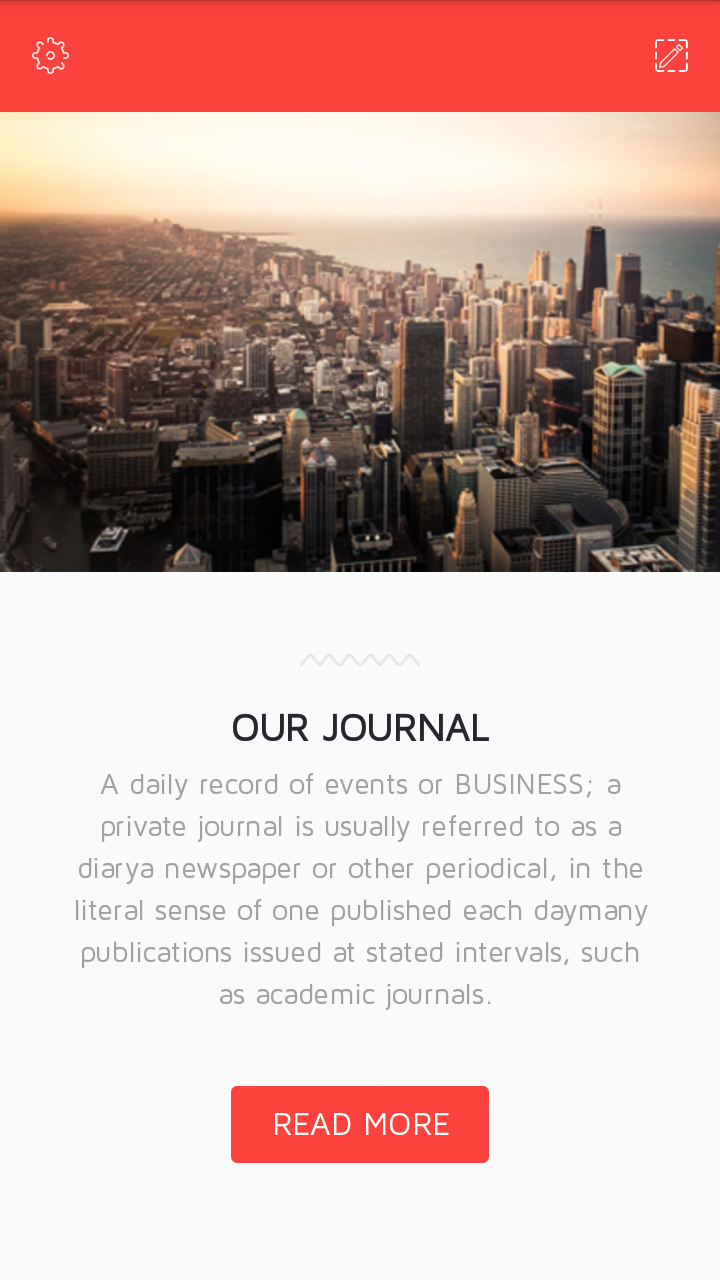 OUR JOURNAL
A daily record of events or BUSINESS; a
private journal is usually referred to as a
diarya newspaper or other periodical, in the
literal sense of one published each daymany
publications issued at stated intervals, such
as academic journals.
READ MORE